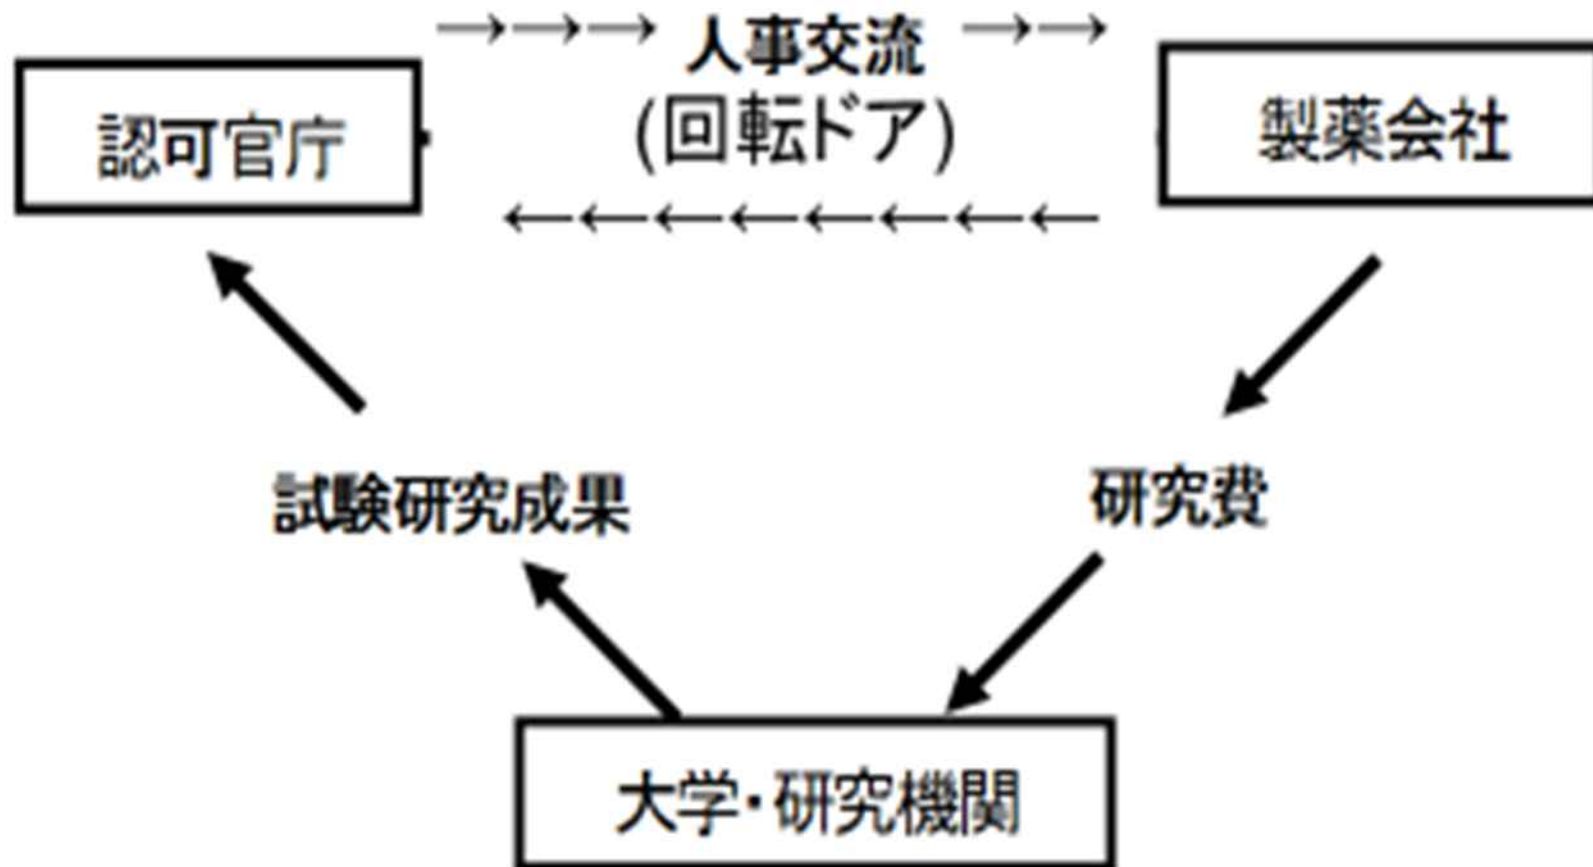 →→→ 人事交流 →→
認可官庁
(回転ドア)
製薬会社
←←←←←←←←
試験研究成果
研究費
大学・研究機関